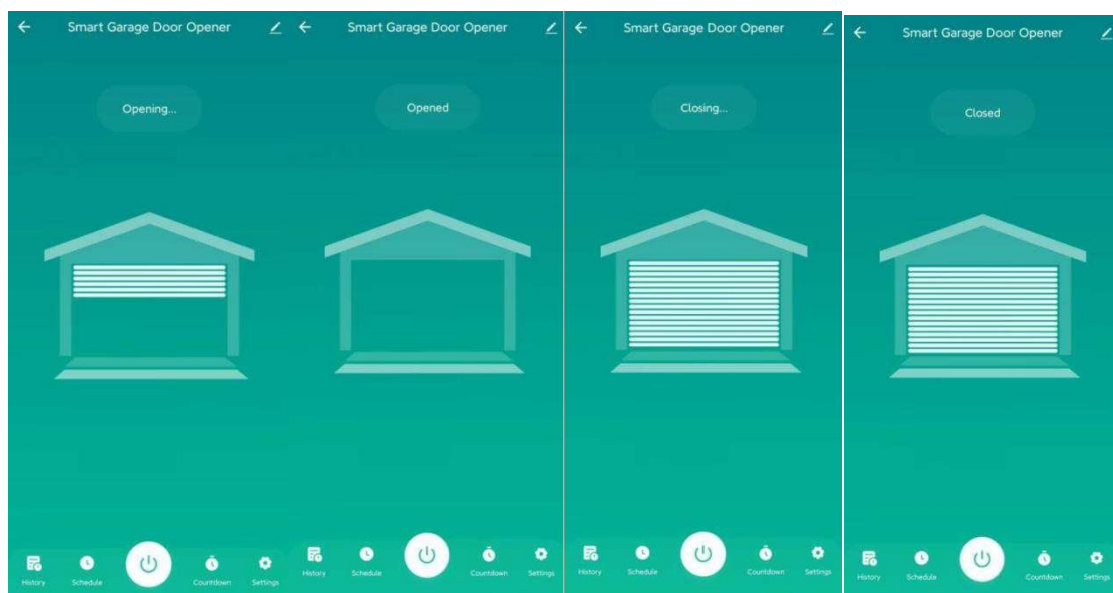 Smart Garage Door Opener
Opening...
History
Schedule
Countdown
Settings
Smart Garage Door Opener
Opened
History
Schedule
Countdown
Settings
Smart Garage Door Opener
Closing...
History
Schedule
Countdown
Settings
Smart Garage Door Opener
Closed
History
Schedule
Countdown
Settings